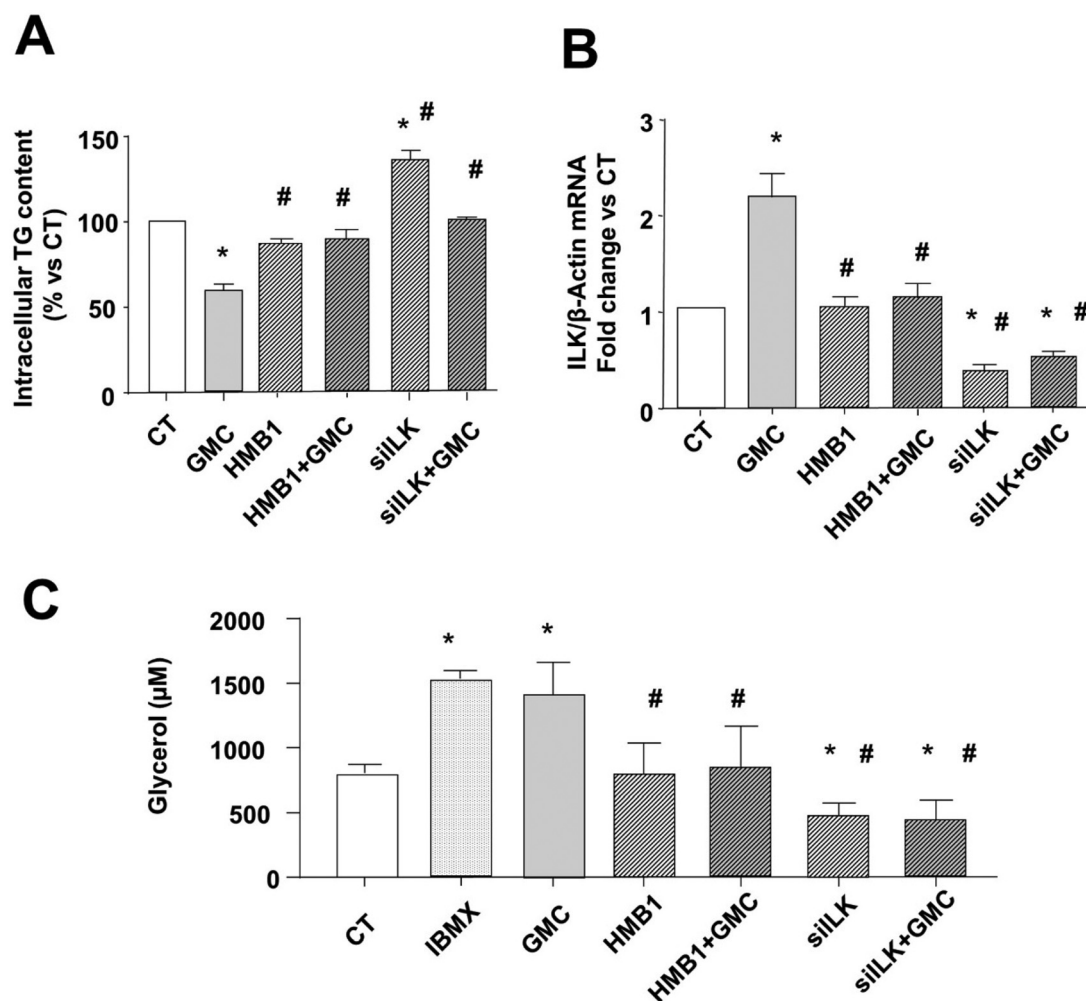 A
Intracellular TG content
(% vs CT)
150
100
50
0
*
#
#
* #
#
CT
GMC
HMB1
HMB1+GMC
siILK
siILK+GMC
B
ILK/β-Actin mRNA
Fold change vs CT
3
2
1
0
*
#
#
* #
* #
CT
GMC
HMB1
HMB1+GMC
siILK
siILK+GMC
C
Glycerol (µM)
2000
1500
1000
500
0
*
*
#
#
* #
* #
CT
IBMX
GMC
HMB1
HMB1+GMC
siILK
siILK+GMC